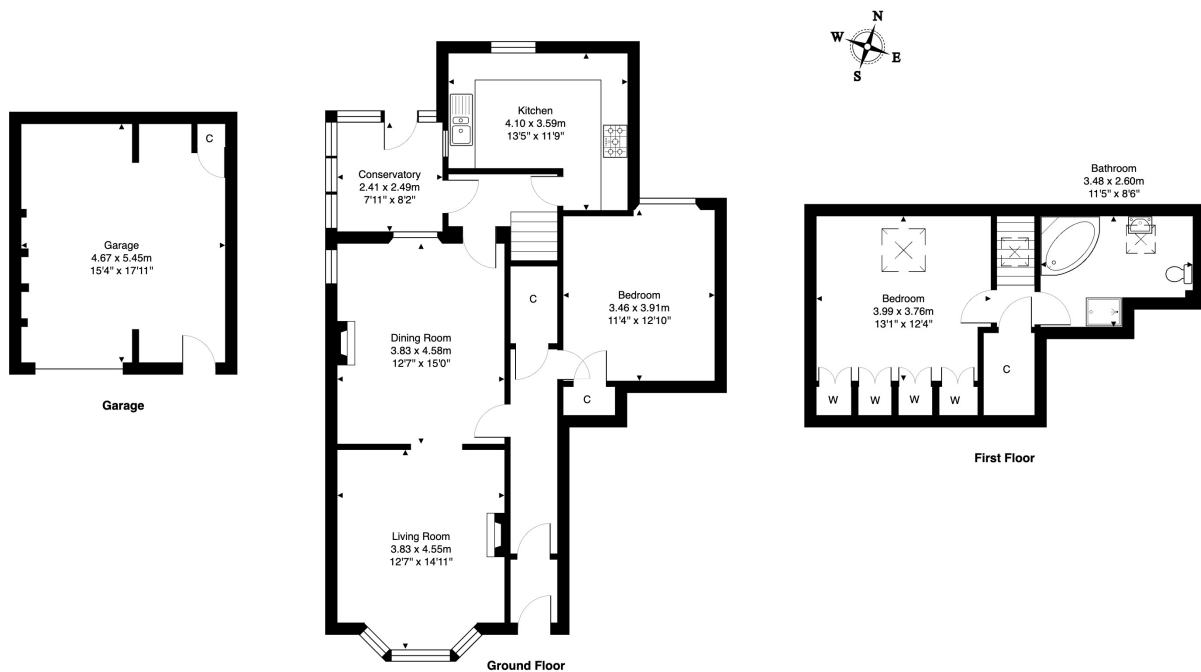 N
W
E
S
Kitchen
4.10 x 3.59m
13'5" x 11'9"
C
Conservatory
2.41 x 2.49m
7'11" x 8'2"
Garage
4.67 x 5.45m
15'4" x 17'11"
Garage
Dining Room
3.83 x 4.58m
12'7" x 15'0"
C
Bedroom
3.46 x 3.91m
11'4" x 12'10"
C
Living Room
3.83 x 4.55m
12'7" x 14'11"
Ground Floor
Bathroom
3.48 x 2.60m
11'5" x 8'6"
Bedroom
3.99 x 3.76m
13'1" x 12'4"
C
W
W
W
W
First Floor